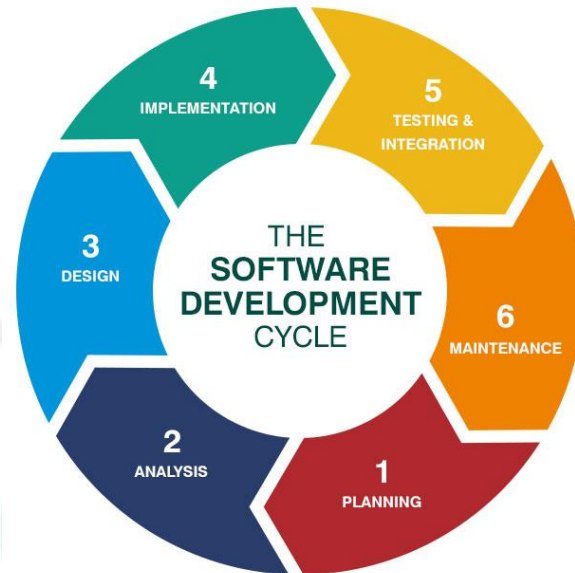 THE
SOFTWARE
DEVELOPMENT
CYCLE
1
PLANNING
2
ANALYSIS
3
DESIGN
4
IMPLEMENTATION
5
TESTING &
INTEGRATION
6
MAINTENANCE